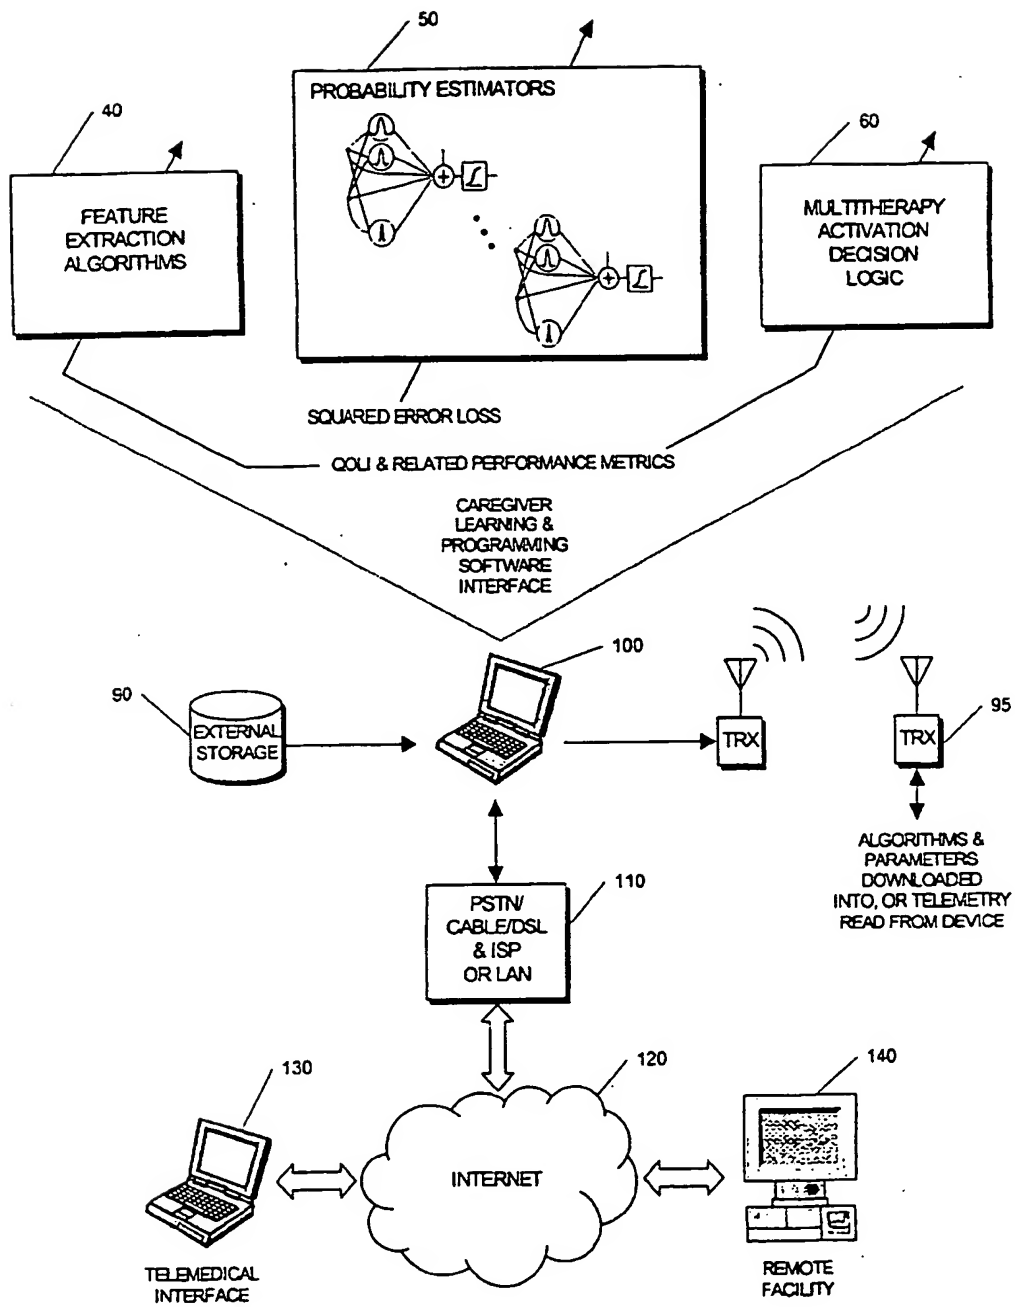 50
PROBABILITY ESTIMATORS
40
60
FEATURE
EXTRACTION
ALGORITHMS
MULTITHERAPY
ACTIVATION
DECISION
LOGIC
SQUARED ERROR LOSS
QOLI & RELATED PERFORMANCE METRICS
CAREGIVER
LEARNING &
PROGRAMMING
SOFTWARE
INTERFACE
100
90
EXTERNAL
STORAGE
TRX
TRX
95
ALGORITHMS &
PARAMETERS
DOWNLOADED
INTO, OR TELEMETRY
READ FROM DEVICE
110
PSTN/
CABLE/DSL
& ISP
OR LAN
130
120
140
INTERNET
TELEMEDICAL
INTERFACE
REMOTE
FACILITY